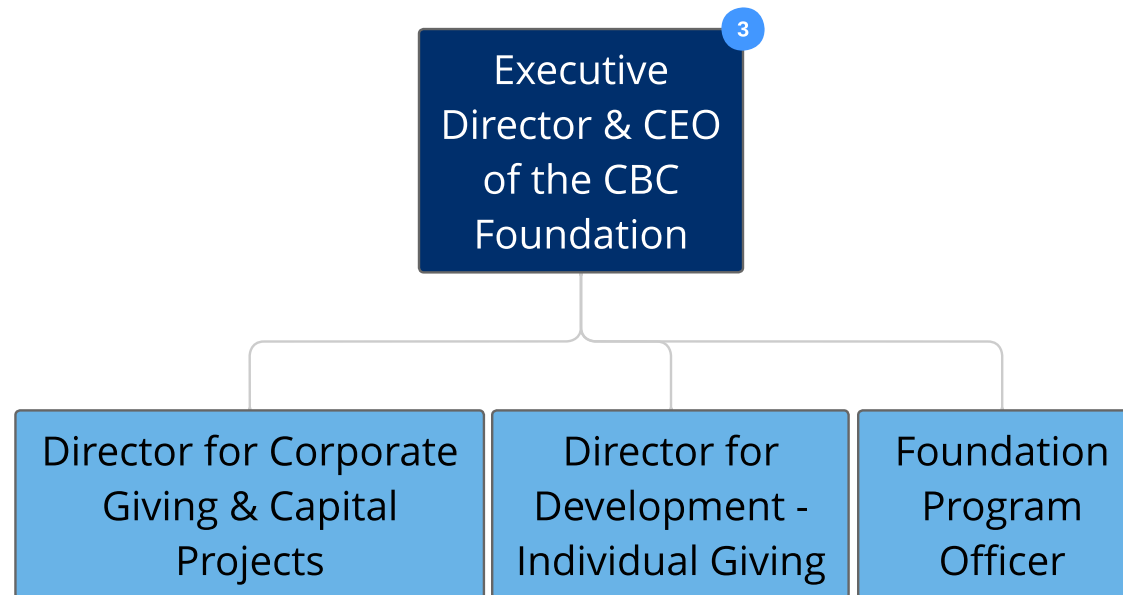 3
Executive
Director & CEO
of the CBC
Foundation
Director for Corporate
Giving & Capital
Projects
Director for
Development -
Individual Giving
Foundation
Program
Officer